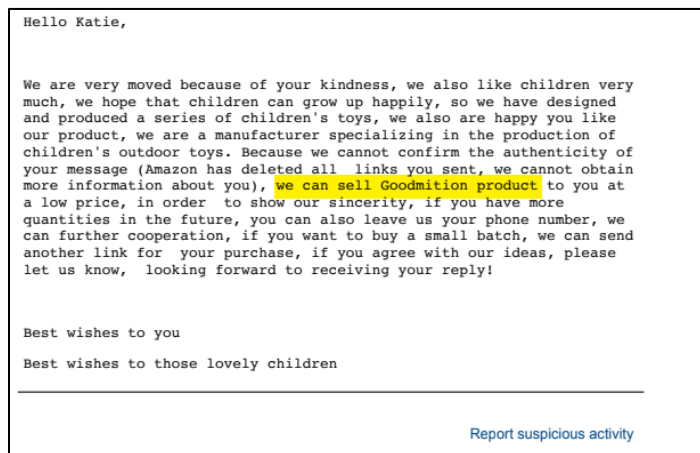 Hello Katie,
We are very moved because of your kindness, we also like children very
much, we hope that children can grow up happily, so we have designed
and produced a series of children's toys, we also are happy you like
our product, we are a manufacturer specializing in the production of
children's outdoor toys. Because we cannot confirm the authenticity of
your message (Amazon has deleted all  links you sent, we cannot obtain
more information about you), we can sell Goodmition product to you at
a low price, in order  to show our sincerity, if you have more
quantities in the future, you can also leave us your phone number, we
can further cooperation, if you want to buy a small batch, we can send
another link for  your purchase, if you agree with our ideas, please
let us know,  looking forward to receiving your reply!
Best wishes to you
Best wishes to those lovely children
Report suspicious activity